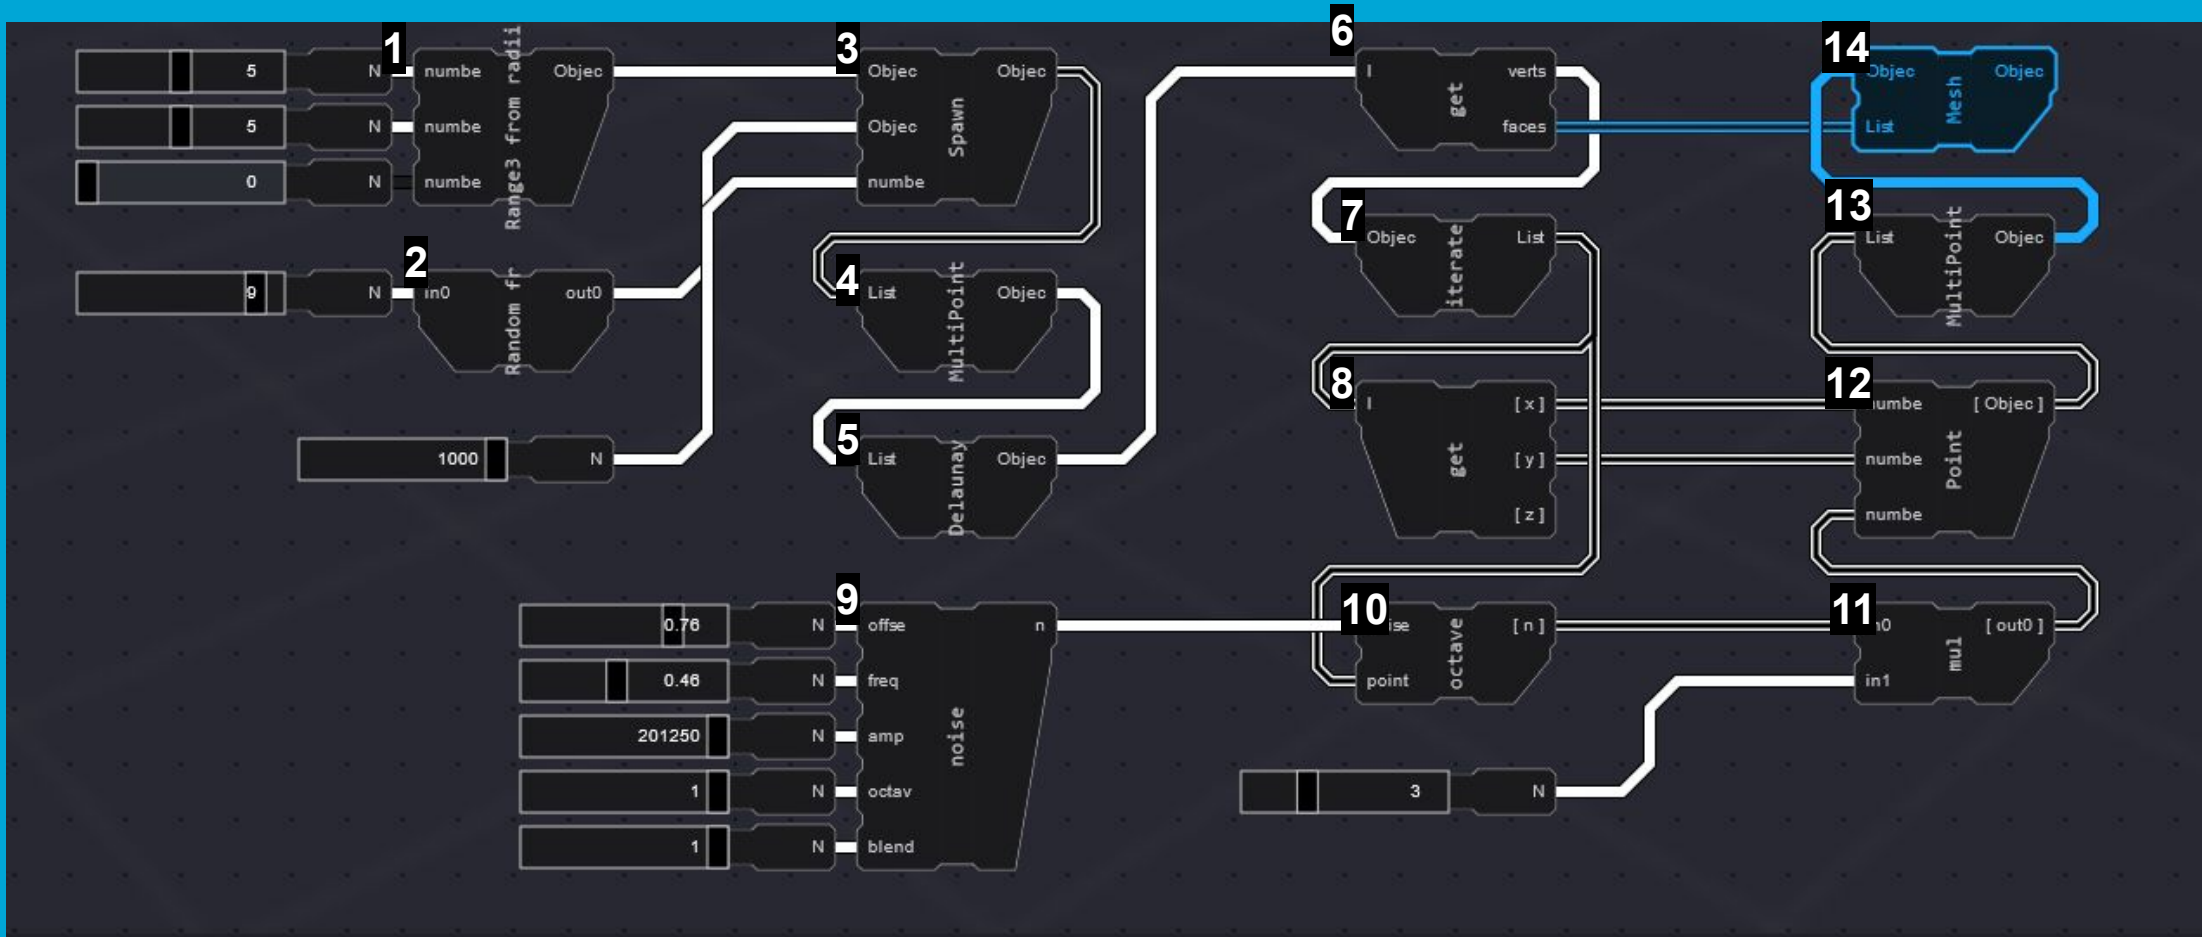 1
5 N numbe Objec
5 N numbe
0 N numbe
Range3 from radii
2
9 N in0 out0
Random fr
1000 N
3
Objec Objec
Objec
numbe
Spawn
4
List Objec
MultiPoint
5
List Objec
Delaunay
6
l verts
faces
get
7
Objec List
iterate
8
l [x]
[y]
[z]
get
9
0.76 N offse n
0.46 N freq
201250 N amp
1 N octav
1 N blend
noise
10
ise [n]
point
octave
11
n0 [out0]
in1
mul
3 N
12
numbe [Objec]
numbe
numbe
Point
13
List Objec
MultiPoint
14
Objec Objec
List
Mesh